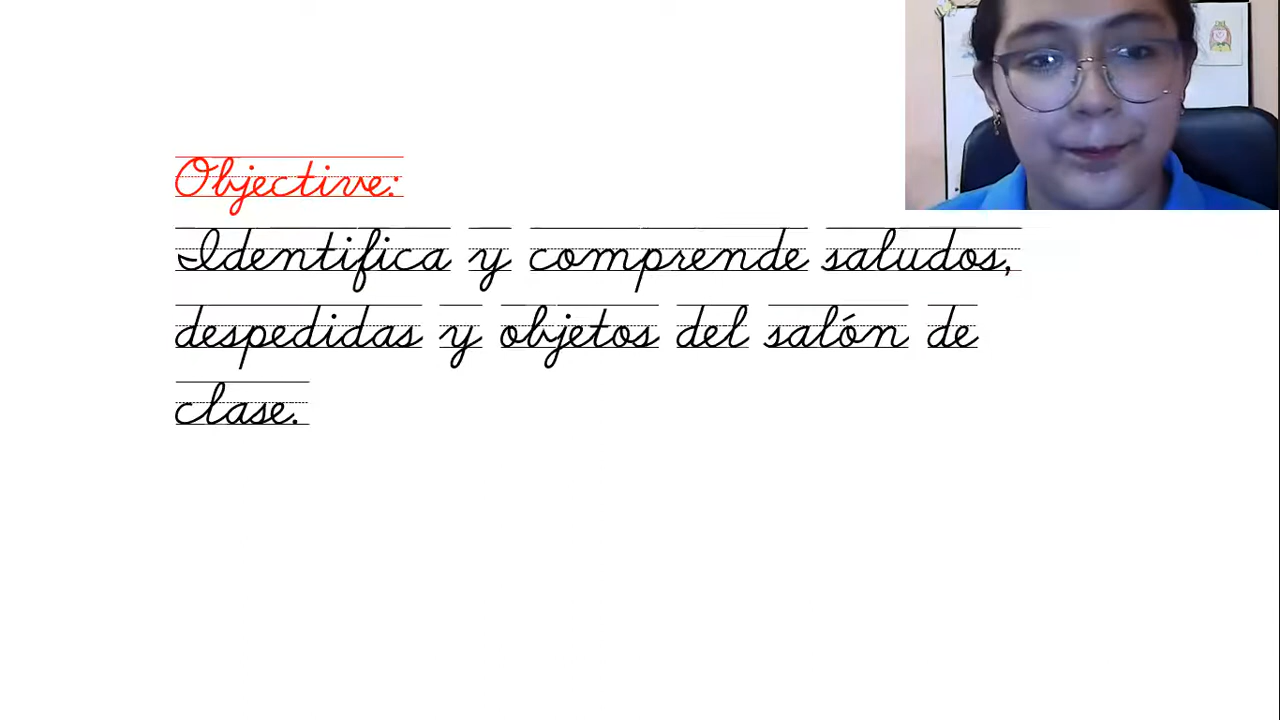 Objective:
Identifica y comprende saludos,
despedidas y objetos del salón de
clase.